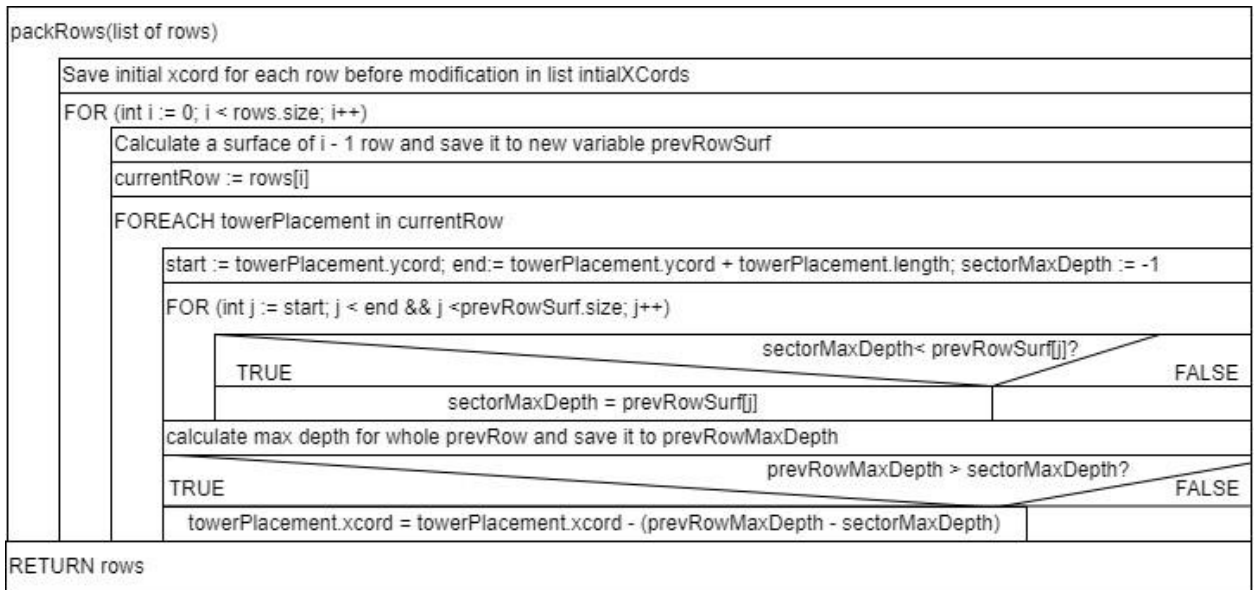 packRows(list of rows)
Save initial xcord for each row before modification in list intialXCords
FOR (int i := 0; i < rows.size; i++)
Calculate a surface of i - 1 row and save it to new variable prevRowSurf
currentRow := rows[i]
FOREACH towerPlacement in currentRow
start := towerPlacement.ycord; end:= towerPlacement.ycord + towerPlacement.length; sectorMaxDepth := -1
FOR (int j := start; j < end && j <prevRowSurf.size; j++)
sectorMaxDepth< prevRowSurf[j]?
TRUE
FALSE
sectorMaxDepth = prevRowSurf[j]
calculate max depth for whole prevRow and save it to prevRowMaxDepth
prevRowMaxDepth > sectorMaxDepth?
TRUE
FALSE
towerPlacement.xcord = towerPlacement.xcord - (prevRowMaxDepth - sectorMaxDepth)
RETURN rows